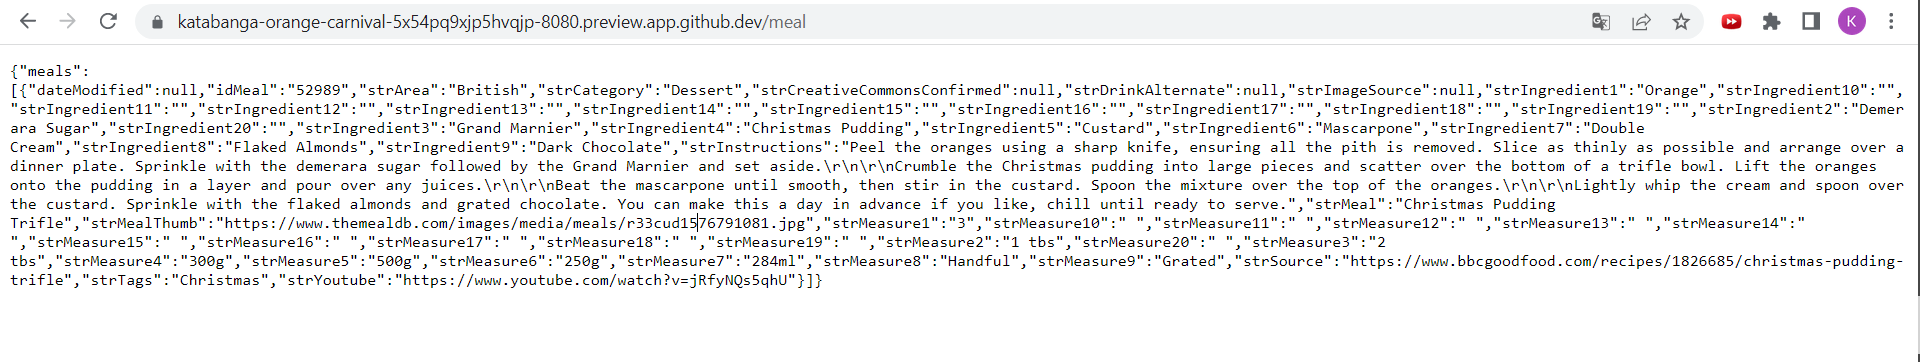 katabanga-orange-carnival-5x54pq9xjp5hvqjp-8080.preview.app.github.dev/meal
K
{"meals":
[{"dateModified":null,"idMeal":"52989","strArea":"British","strCategory":"Dessert","strCreativeCommonsConfirmed":null,"strDrinkAlternate":null,"strImageSource":null,"strIngredient1":"Orange","strIngredient10":"",
"strIngredient11":"","strIngredient12":"","strIngredient13":"","strIngredient14":"","strIngredient15":"","strIngredient16":"","strIngredient17":"","strIngredient18":"","strIngredient19":"","strIngredient2":"Demer
ara Sugar","strIngredient20":"","strIngredient3":"Grand Marnier","strIngredient4":"Christmas Pudding","strIngredient5":"Custard","strIngredient6":"Mascarpone","strIngredient7":"Double
Cream","strIngredient8":"Flaked Almonds","strIngredient9":"Dark Chocolate","strInstructions":"Peel the oranges using a sharp knife, ensuring all the pith is removed. Slice as thinly as possible and arrange over a
dinner plate. Sprinkle with the demerara sugar followed by the Grand Marnier and set aside.\r\n\r\nCrumble the Christmas pudding into large pieces and scatter over the bottom of a trifle bowl. Lift the oranges
onto the pudding in a layer and pour over any juices.\r\n\r\nBeat the mascarpone until smooth, then stir in the custard. Spoon the mixture over the top of the oranges.\r\n\r\nLightly whip the cream and spoon over
the custard. Sprinkle with the flaked almonds and grated chocolate. You can make this a day in advance if you like, chill until ready to serve.","strMeal":"Christmas Pudding
Trifle","strMealThumb":"https://www.themealdb.com/images/media/meals/r33cud1576791081.jpg","strMeasure1":"3","strMeasure10":" ","strMeasure11":" ","strMeasure12":" ","strMeasure13":" ","strMeasure14":"
","strMeasure15":" ","strMeasure16":" ","strMeasure17":" ","strMeasure18":" ","strMeasure19":" ","strMeasure2":"1 tbs","strMeasure20":" ","strMeasure3":"2
tbs","strMeasure4":"300g","strMeasure5":"500g","strMeasure6":"250g","strMeasure7":"284ml","strMeasure8":"Handful","strMeasure9":"Grated","strSource":"https://www.bbcgoodfood.com/recipes/1826685/christmas-pudding-
trifle","strTags":"Christmas","strYoutube":"https://www.youtube.com/watch?v=jRfyNQs5qhU"}]}